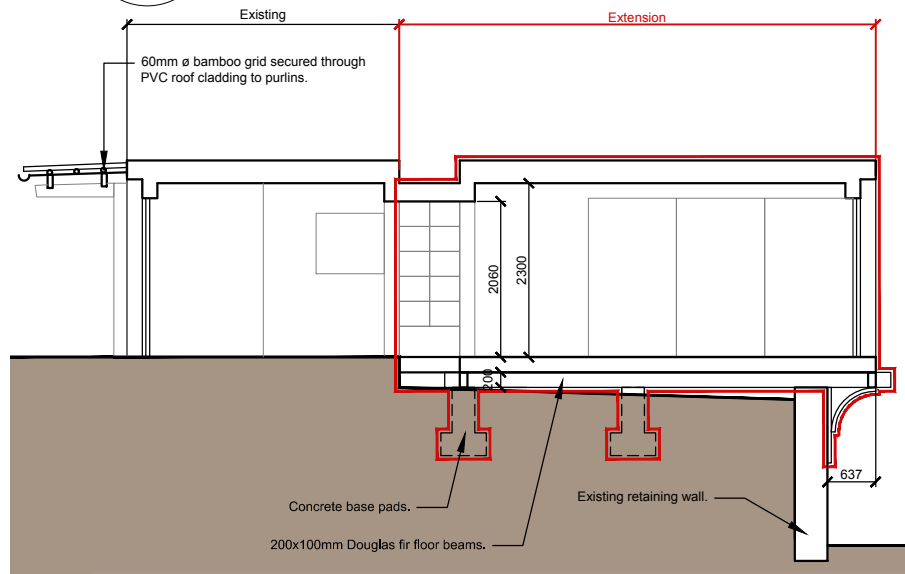 Existing
Extension
60mm ø bamboo grid secured through
PVC roof cladding to purlins.
2060
2300
200
637
Concrete base pads.
Existing retaining wall.
200x100mm Douglas fir floor beams.